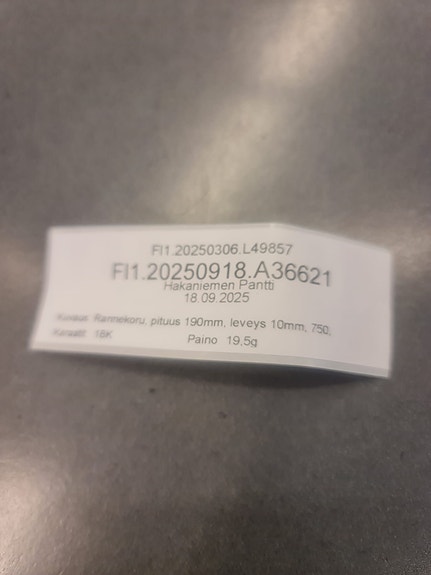 FI1.20250306.L49857
FI1.20250918.A36621
Hakaniemen Pantti
18.09.2025
Kuvaus: Rannekoru, pituus 190mm, leveys 10mm, 750,
Karaatit: 18K Paino 19,5g